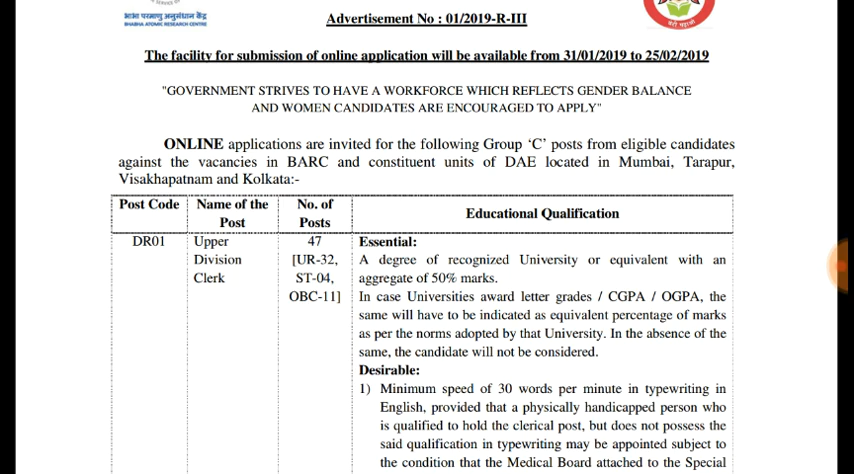 भाभा परमाणु अनुसंधान केंद्र
BHABHA ATOMIC RESEARCH CENTRE
Advertisement No : 01/2019-R-III
The facility for submission of online application will be available from 31/01/2019 to 25/02/2019
"GOVERNMENT STRIVES TO HAVE A WORKFORCE WHICH REFLECTS GENDER BALANCE
AND WOMEN CANDIDATES ARE ENCOURAGED TO APPLY"
ONLINE applications are invited for the following Group ‘C’ posts from eligible candidates
against the vacancies in BARC and constituent units of DAE located in Mumbai, Tarapur,
Visakhapatnam and Kolkata:-
Post Code
Name of the
Post
No. of
Posts
Educational Qualification
DR01
Upper
Division
Clerk
47
[UR-32,
ST-04,
OBC-11]
Essential:
A degree of recognized University or equivalent with an
aggregate of 50% marks.
In case Universities award letter grades / CGPA / OGPA, the
same will have to be indicated as equivalent percentage of marks
as per the norms adopted by that University. In the absence of the
same, the candidate will not be considered.
Desirable:
1) Minimum speed of 30 words per minute in typewriting in
English, provided that a physically handicapped person who
is qualified to hold the clerical post, but does not possess the
said qualification in typewriting may be appointed subject to
the condition that the Medical Board attached to the Special